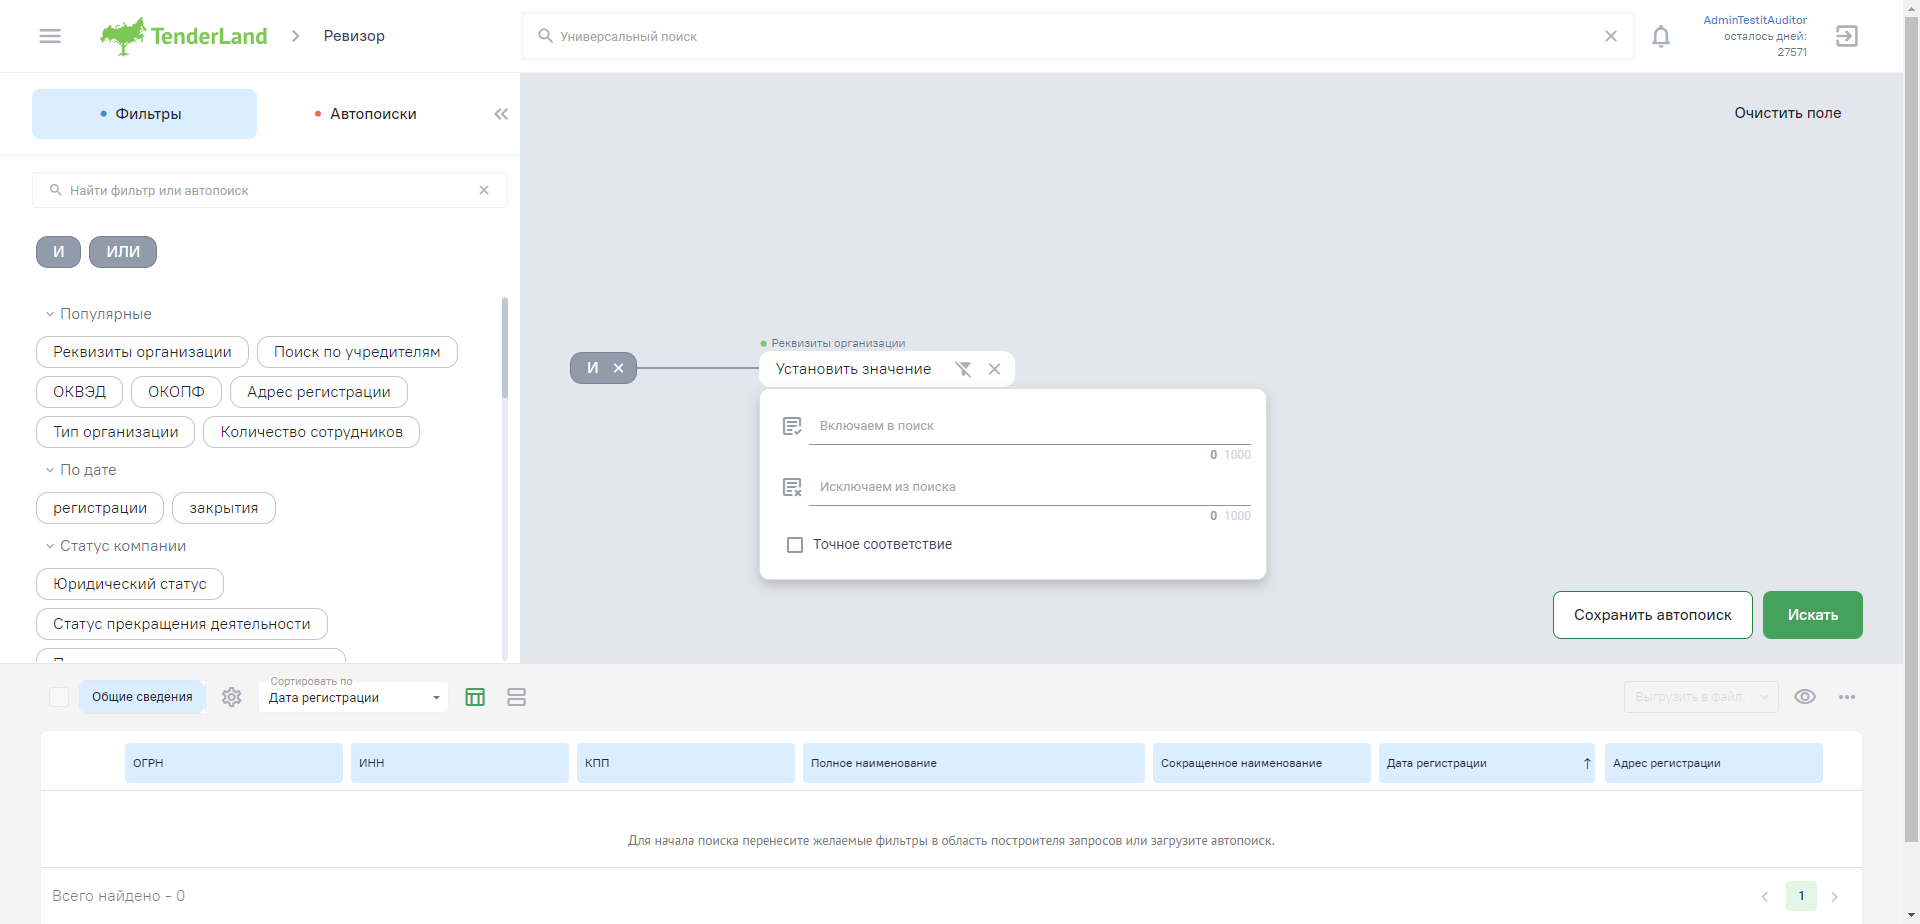 TenderLand
Ревизор
Универсальный поиск
AdminTestitAuditor
осталось дней:
27571
Фильтры
Автопоиски
Очистить поле
Найти фильтр или автопоиск
И
ИЛИ
Популярные
Реквизиты организации
Поиск по учредителям
ОКВЭД
ОКОПФ
Адрес регистрации
Тип организации
Количество сотрудников
По дате
регистрации
закрытия
Статус компании
Юридический статус
Статус прекращения деятельности
И
Реквизиты организации
Установить значение
Включаем в поиск
0 1000
Исключаем из поиска
0 1000
Точное соответствие
Сохранить автопоиск
Искать
Общие сведения
Сортировать по
Дата регистрации
Выгрузить в файл
ОГРН
ИНН
КПП
Полное наименование
Сокращенное наименование
Дата регистрации
Адрес регистрации
Для начала поиска перенесите желаемые фильтры в область построителя запросов или загрузите автопоиск.
Всего найдено - 0
1